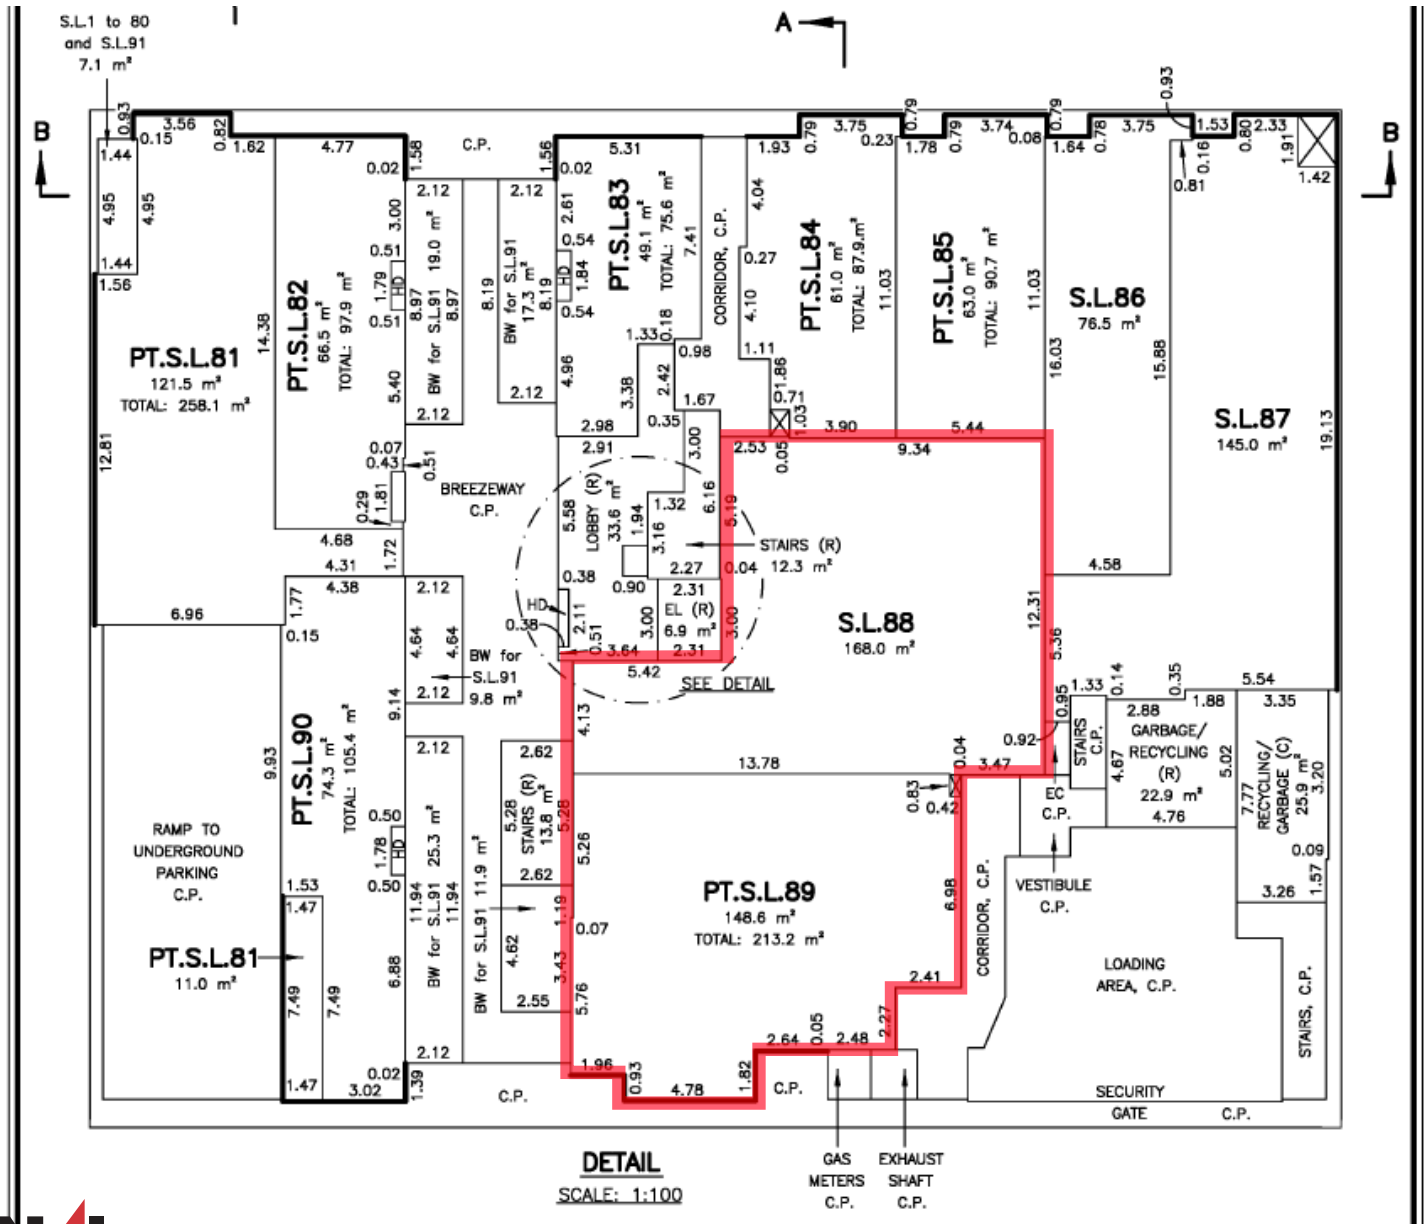 S.L.1 to 80
and S.L.91
7.1 m²
A
B
B
0.93
3.56
0.82
0.15
1.44
1.62
4.77
0.02
1.58
C.P.
1.56
5.31
0.02
1.93
0.79
3.75
0.23
0.79
1.78
0.79
3.74
0.08
0.79
1.64
0.78
3.75
0.93
1.53
0.16
0.80
2.33
1.91
1.42
0.81
4.95
4.95
1.44
1.56
3.00
0.51
1.79
HD
0.51
5.40
2.12
8.97
BW for S.L.91 19.0 m²
8.97
2.12
8.19
2.12
BW for S.L.91
17.3 m²
8.19
2.12
2.61
0.54
HD
1.84
0.54
4.96
PT.S.L.83
49.1 m²
TOTAL: 75.6 m²
7.41
0.18
1.33
0.98
2.42
3.38
1.67
0.35
2.98
2.91
CORRIDOR, C.P.
4.04
0.27
4.10
1.11
1.86
0.71
1.03
PT.S.L.84
61.0 m²
TOTAL: 87.9.m²
11.03
3.90
PT.S.L.85
63.0 m²
TOTAL: 90.7 m²
11.03
5.44
S.L.86
76.5 m²
16.03
15.88
4.58
S.L.87
145.0 m²
19.13
PT.S.L.81
121.5 m²
TOTAL: 258.1 m²
12.81
14.38
PT.S.L.82
66.5 m²
TOTAL: 97.9 m²
0.07
0.43
0.51
1.81
0.29
1.72
4.68
4.31
4.38
6.96
1.77
0.15
BREEZEWAY
C.P.
5.58
LOBBY (R)
33.6 m²
1.94
1.32
3.00
6.16
3.16
STAIRS (R)
12.3 m²
2.27
0.90
0.38
HD
2.11
0.38
0.51
3.64
3.00
2.31
EL (R)
6.9 m²
2.31
5.42
SEE DETAIL
2.53
0.05
9.34
5.19
0.04
3.00
S.L.88
168.0 m²
12.31
5.36
4.13
13.78
0.04
3.47
0.92
0.95
1.33
STAIRS
C.P.
0.14
0.35
5.54
2.88
1.88
3.35
GARBAGE/
RECYCLING
(R)
22.9 m²
4.67
5.02
4.76
7.77
RECYCLING/
GARBAGE (C)
25.9 m²
3.20
0.09
1.57
3.26
EC
C.P.
VESTIBULE
C.P.
2.12
4.64
4.64
2.12
BW for
S.L.91
9.8 m²
9.14
2.12
9.93
PT.S.L.90
74.3 m²
TOTAL: 105.4 m²
0.50
1.78
HD
0.50
6.88
11.94
BW for S.L.91 25.3 m²
11.94
2.12
BW for S.L.91 11.9 m²
2.62
5.28
STAIRS (R)
13.8 m²
5.28
2.62
5.26
1.19
0.07
4.62
3.43
2.55
5.76
RAMP TO
UNDERGROUND
PARKING
C.P.
1.53
1.47
PT.S.L.81
11.0 m²
7.49
7.49
1.47
0.02
3.02
1.39
C.P.
PT.S.L.89
148.6 m²
TOTAL: 213.2 m²
0.83
0.42
6.98
CORRIDOR, C.P.
2.41
2.27
2.64
0.05
2.48
1.82
1.96
0.93
4.78
C.P.
LOADING
AREA, C.P.
STAIRS, C.P.
SECURITY
GATE
C.P.
GAS
METERS
C.P.
EXHAUST
SHAFT
C.P.
DETAIL
SCALE: 1:100